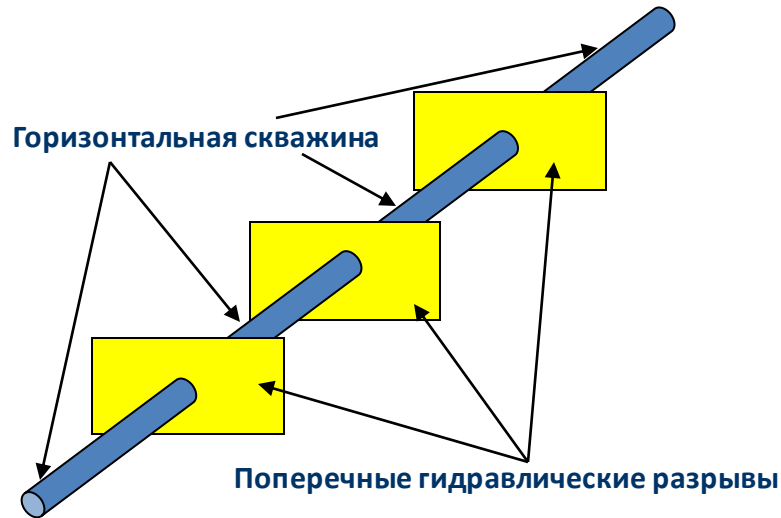 Горизонтальная скважина
Поперечные гидравлические разрывы